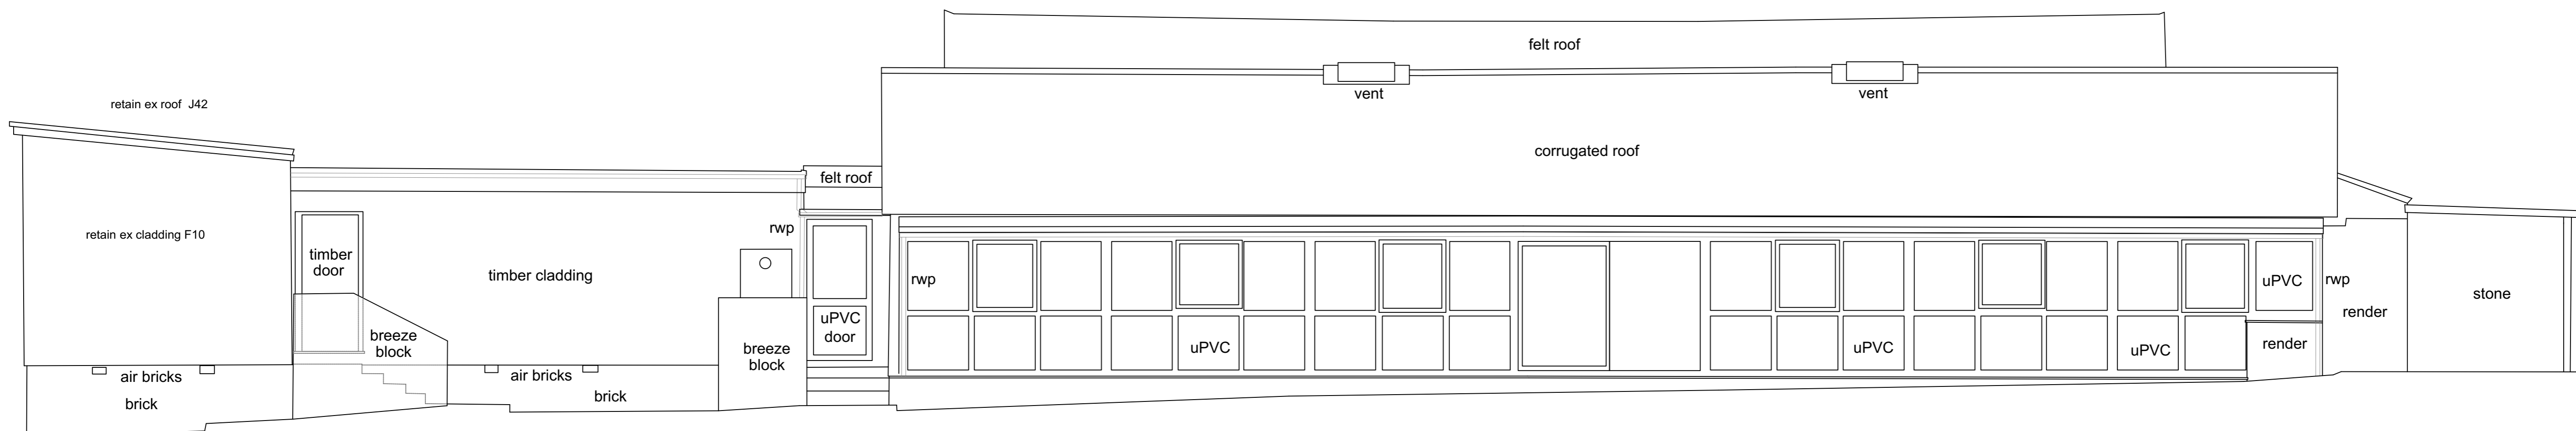 felt roof
vent
vent
retain ex roof J42
corrugated roof
felt roof
retain ex cladding F10
rwp
timber
door
timber cladding
rwp
uPVC
rwp
stone
render
uPVC
door
breeze
block
uPVC
uPVC
uPVC
render
breeze
block
air bricks
air bricks
brick
brick